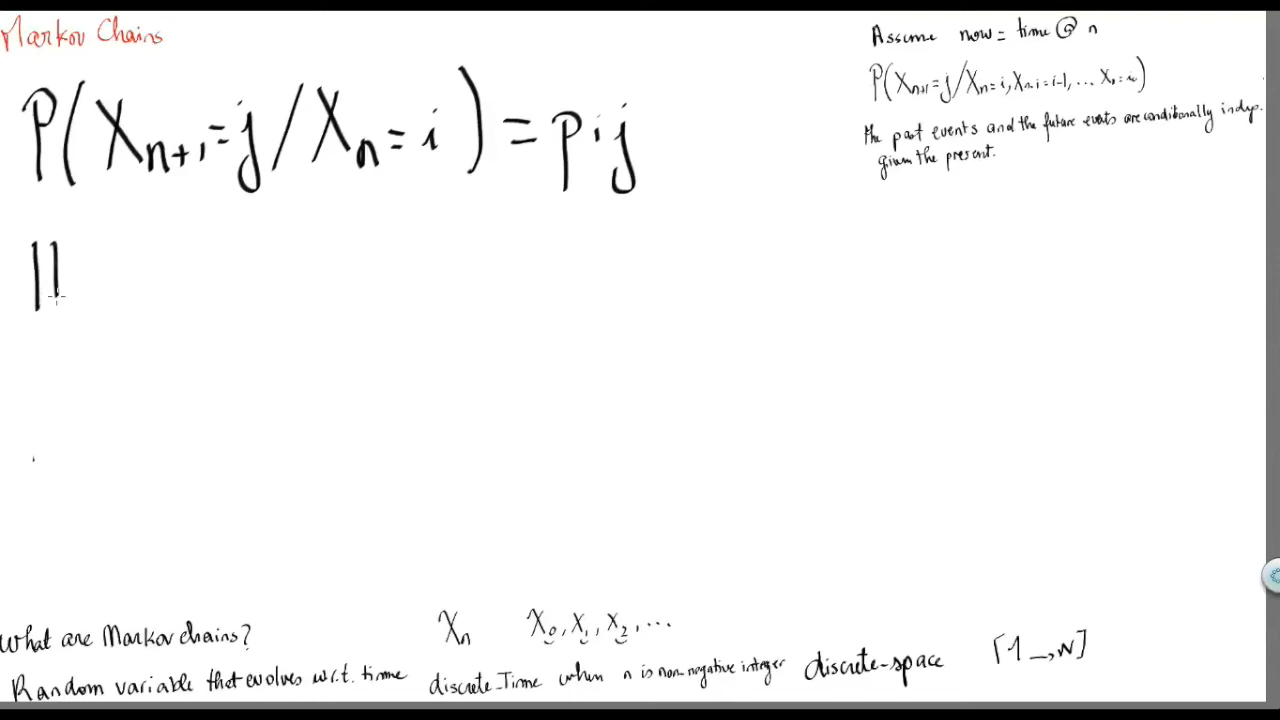 Markov Chains
P(Xn+1=j/Xn=i)=pij
||
Assume now = time @ n
P(Xn+1=j/Xn=i, Xn-1=i-1, ... X0=i0)
the past events and the future events are conditionally indep.
given the present.
What are Markov chains?
Xn X0, X1, X2, ...
Random variable that evolves w.r.t. time
discrete-Time when n is non-negative integer
discrete-space [1→N]